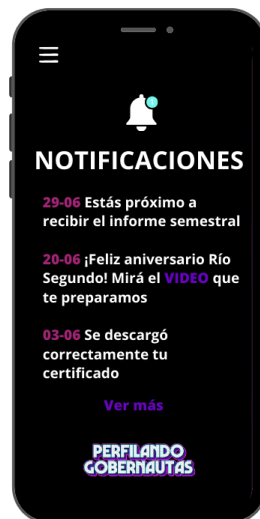 1
NOTIFICACIONES
29-06 Estás próximo a
recibir el informe semestral
20-06 ¡Feliz aniversario Río
Segundo! Mirá el VIDEO que
te preparamos
03-06 Se descargó
correctamente tu
certificado
Ver más
PERFILANDO
GOBERNAUTAS